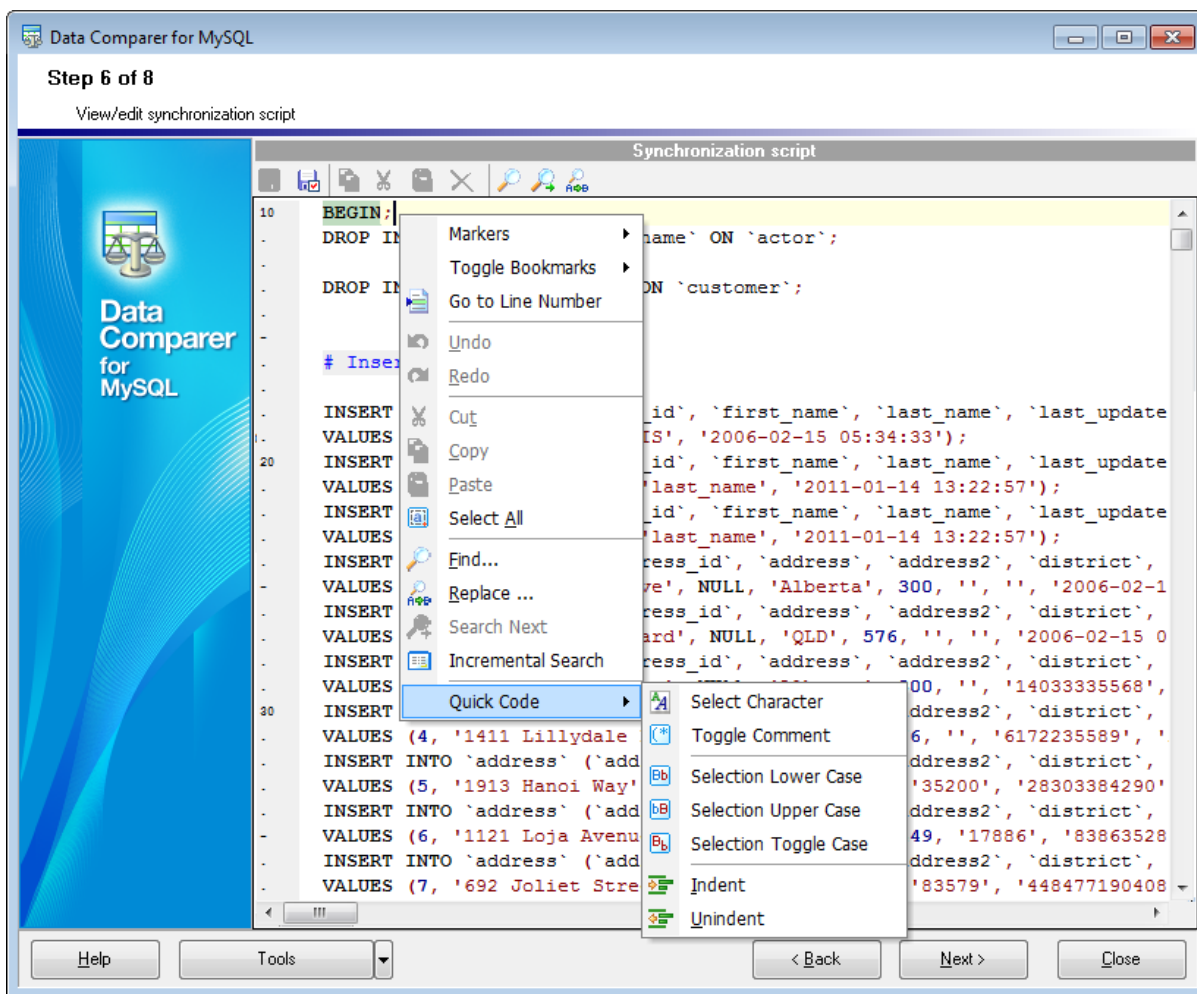 Data Comparer for MySQL
Step 6 of 8
View/edit synchronization script
Synchronization script
Data
Comparer
for
MySQL
10 BEGIN;
DROP IN name` ON `actor`;
DROP IN ON `customer`;
# Inser
INSERT _id`, `first_name`, `last_name`, `last_update
VALUES IS', '2006-02-15 05:34:33');
20 INSERT _id`, `first_name`, `last_name`, `last_update
VALUES 'last_name', '2011-01-14 13:22:57');
INSERT _id`, `first_name`, `last_name`, `last_update
VALUES 'last_name', '2011-01-14 13:22:57');
INSERT ress_id`, `address`, `address2`, `district`,
VALUES ve', NULL, 'Alberta', 300, '', '', '2006-02-1
INSERT ress_id`, `address`, `address2`, `district`,
VALUES ard', NULL, 'QLD', 576, '', '', '2006-02-15 0
INSERT ress_id`, `address`, `address2`, `district`,
VALUES 300, '', '14033335568',
30 INSERT ddress2`, `district`,
VALUES (4, '1411 Lillydale 6, '', '6172235589', '
INSERT INTO `address` (`add ddress2`, `district`,
VALUES (5, '1913 Hanoi Way' '35200', '28303384290'
INSERT INTO `address` (`add ddress2`, `district`,
VALUES (6, '1121 Loja Avenu 49, '17886', '83863528
INSERT INTO `address` (`add ddress2`, `district`,
VALUES (7, '692 Joliet Stre '83579', '448477190408
Markers
Toggle Bookmarks
Go to Line Number
Undo
Redo
Cut
Copy
Paste
Select All
Find...
Replace ...
Search Next
Incremental Search
Quick Code
Select Character
Toggle Comment
Selection Lower Case
Selection Upper Case
Selection Toggle Case
Indent
Unindent
Help
Tools
< Back
Next >
Close